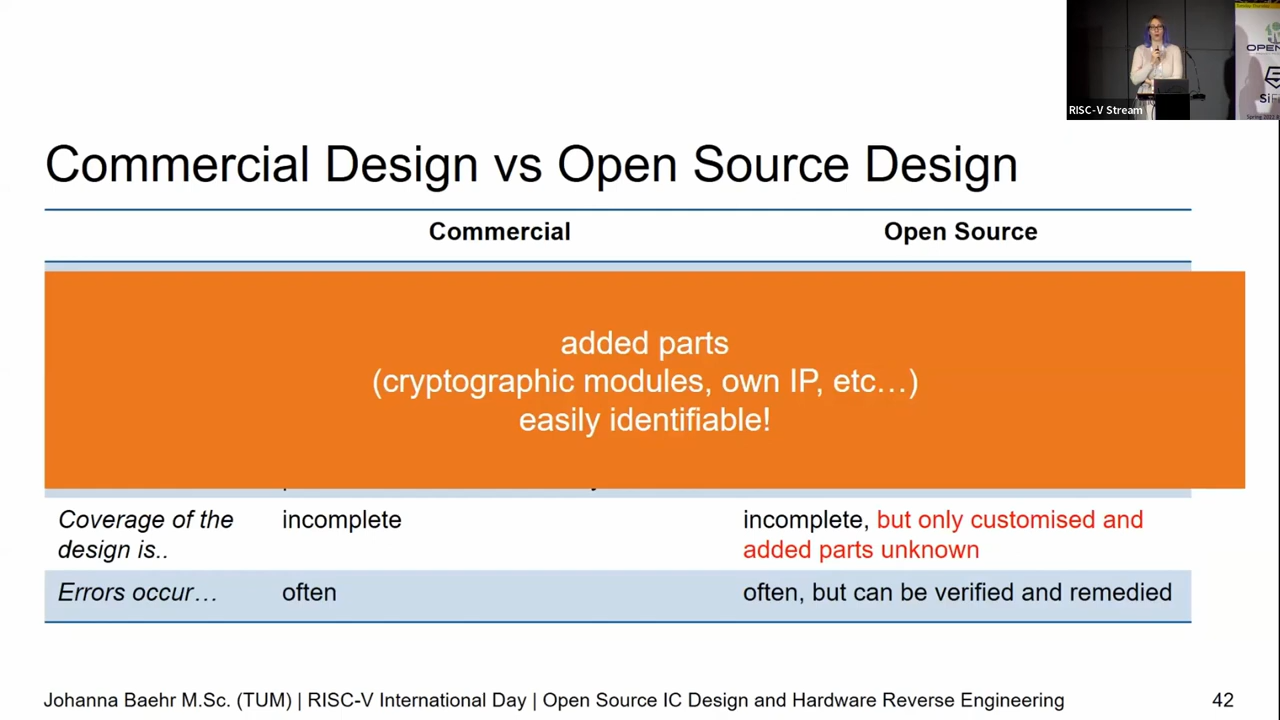 RISC-V Stream
OPEN
Commercial Design vs Open Source Design
Commercial Open Source
added parts
(cryptographic modules, own IP, etc…)
easily identifiable!
Coverage of the incomplete incomplete, but only customised and
design is.. added parts unknown
Errors occur… often often, but can be verified and remedied
Johanna Baehr M.Sc. (TUM) | RISC-V International Day | Open Source IC Design and Hardware Reverse Engineering 42